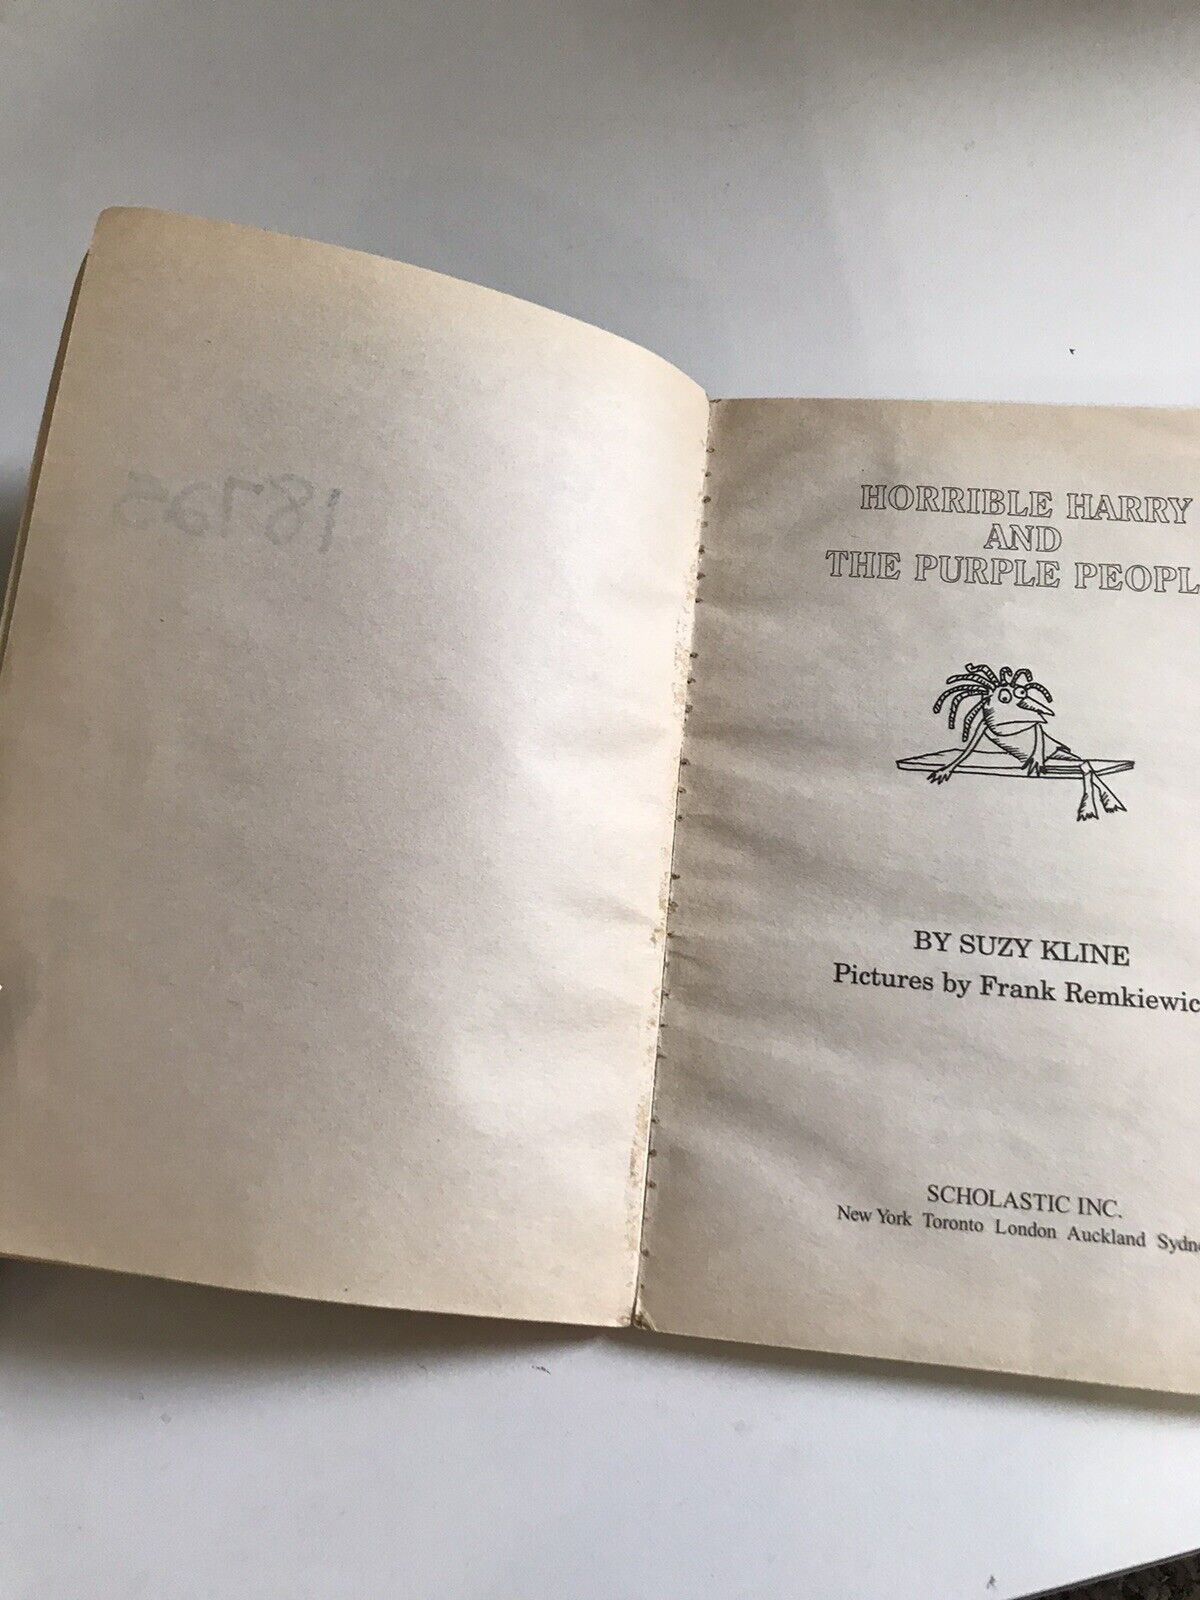 HORRIBLE HARRY
AND
THE PURPLE PEOPL
BY SUZY KLINE
Pictures by Frank Remkiewic
SCHOLASTIC INC.
New York Toronto London Auckland Sydne